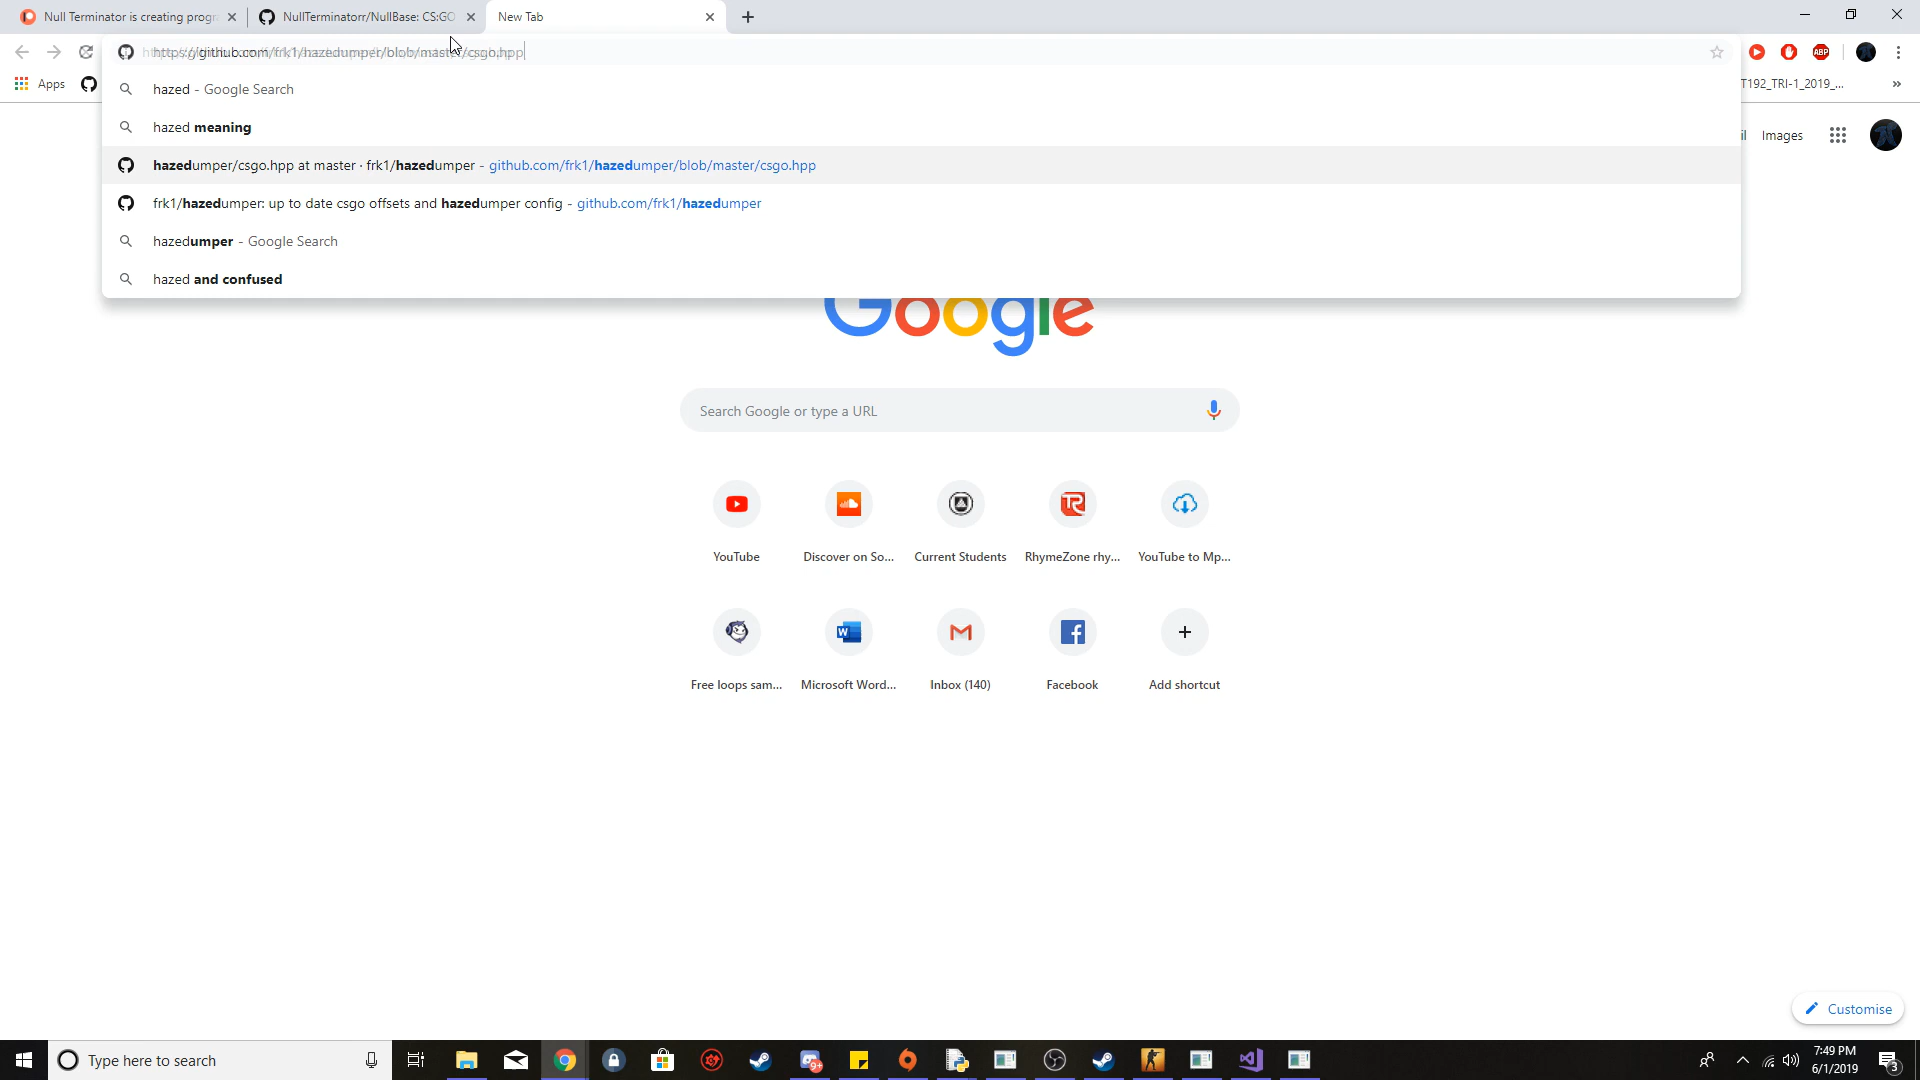 Null Terminator is creating progr
NullTerminatorr/NullBase: CS:GO
New Tab
github.com/frk1/hazedumper/blob/master/csgo.hpp
Apps
T192_TRI-1_2019_...
hazed - Google Search
hazed meaning
hazedumper/csgo.hpp at master · frk1/hazedumper - github.com/frk1/hazedumper/blob/master/csgo.hpp
frk1/hazedumper: up to date csgo offsets and hazedumper config - github.com/frk1/hazedumper
hazedumper - Google Search
hazed and confused
il Images
ABP
Google
Search Google or type a URL
YouTube
Discover on So...
Current Students
RhymeZone rhy...
YouTube to Mp...
Free loops sam...
Microsoft Word...
Inbox (140)
Facebook
Add shortcut
Customise
Type here to search
7:49 PM
6/1/2019
3